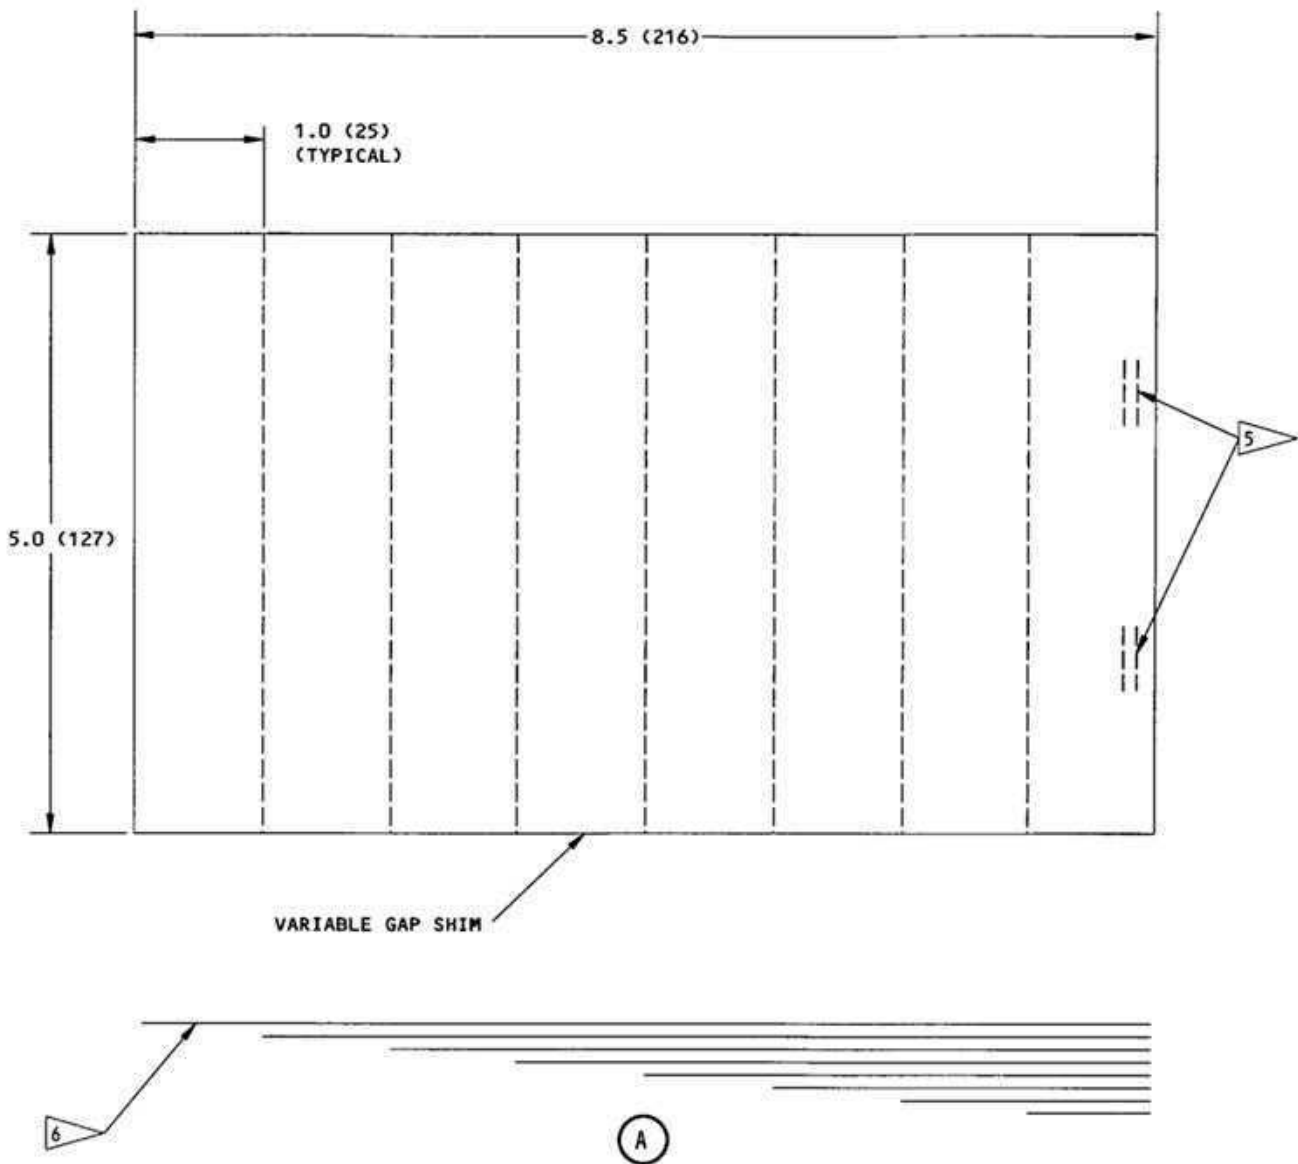 8.5 (216)
1.0 (25)
(TYPICAL)
5
5.0 (127)
VARIABLE GAP SHIM
6
A